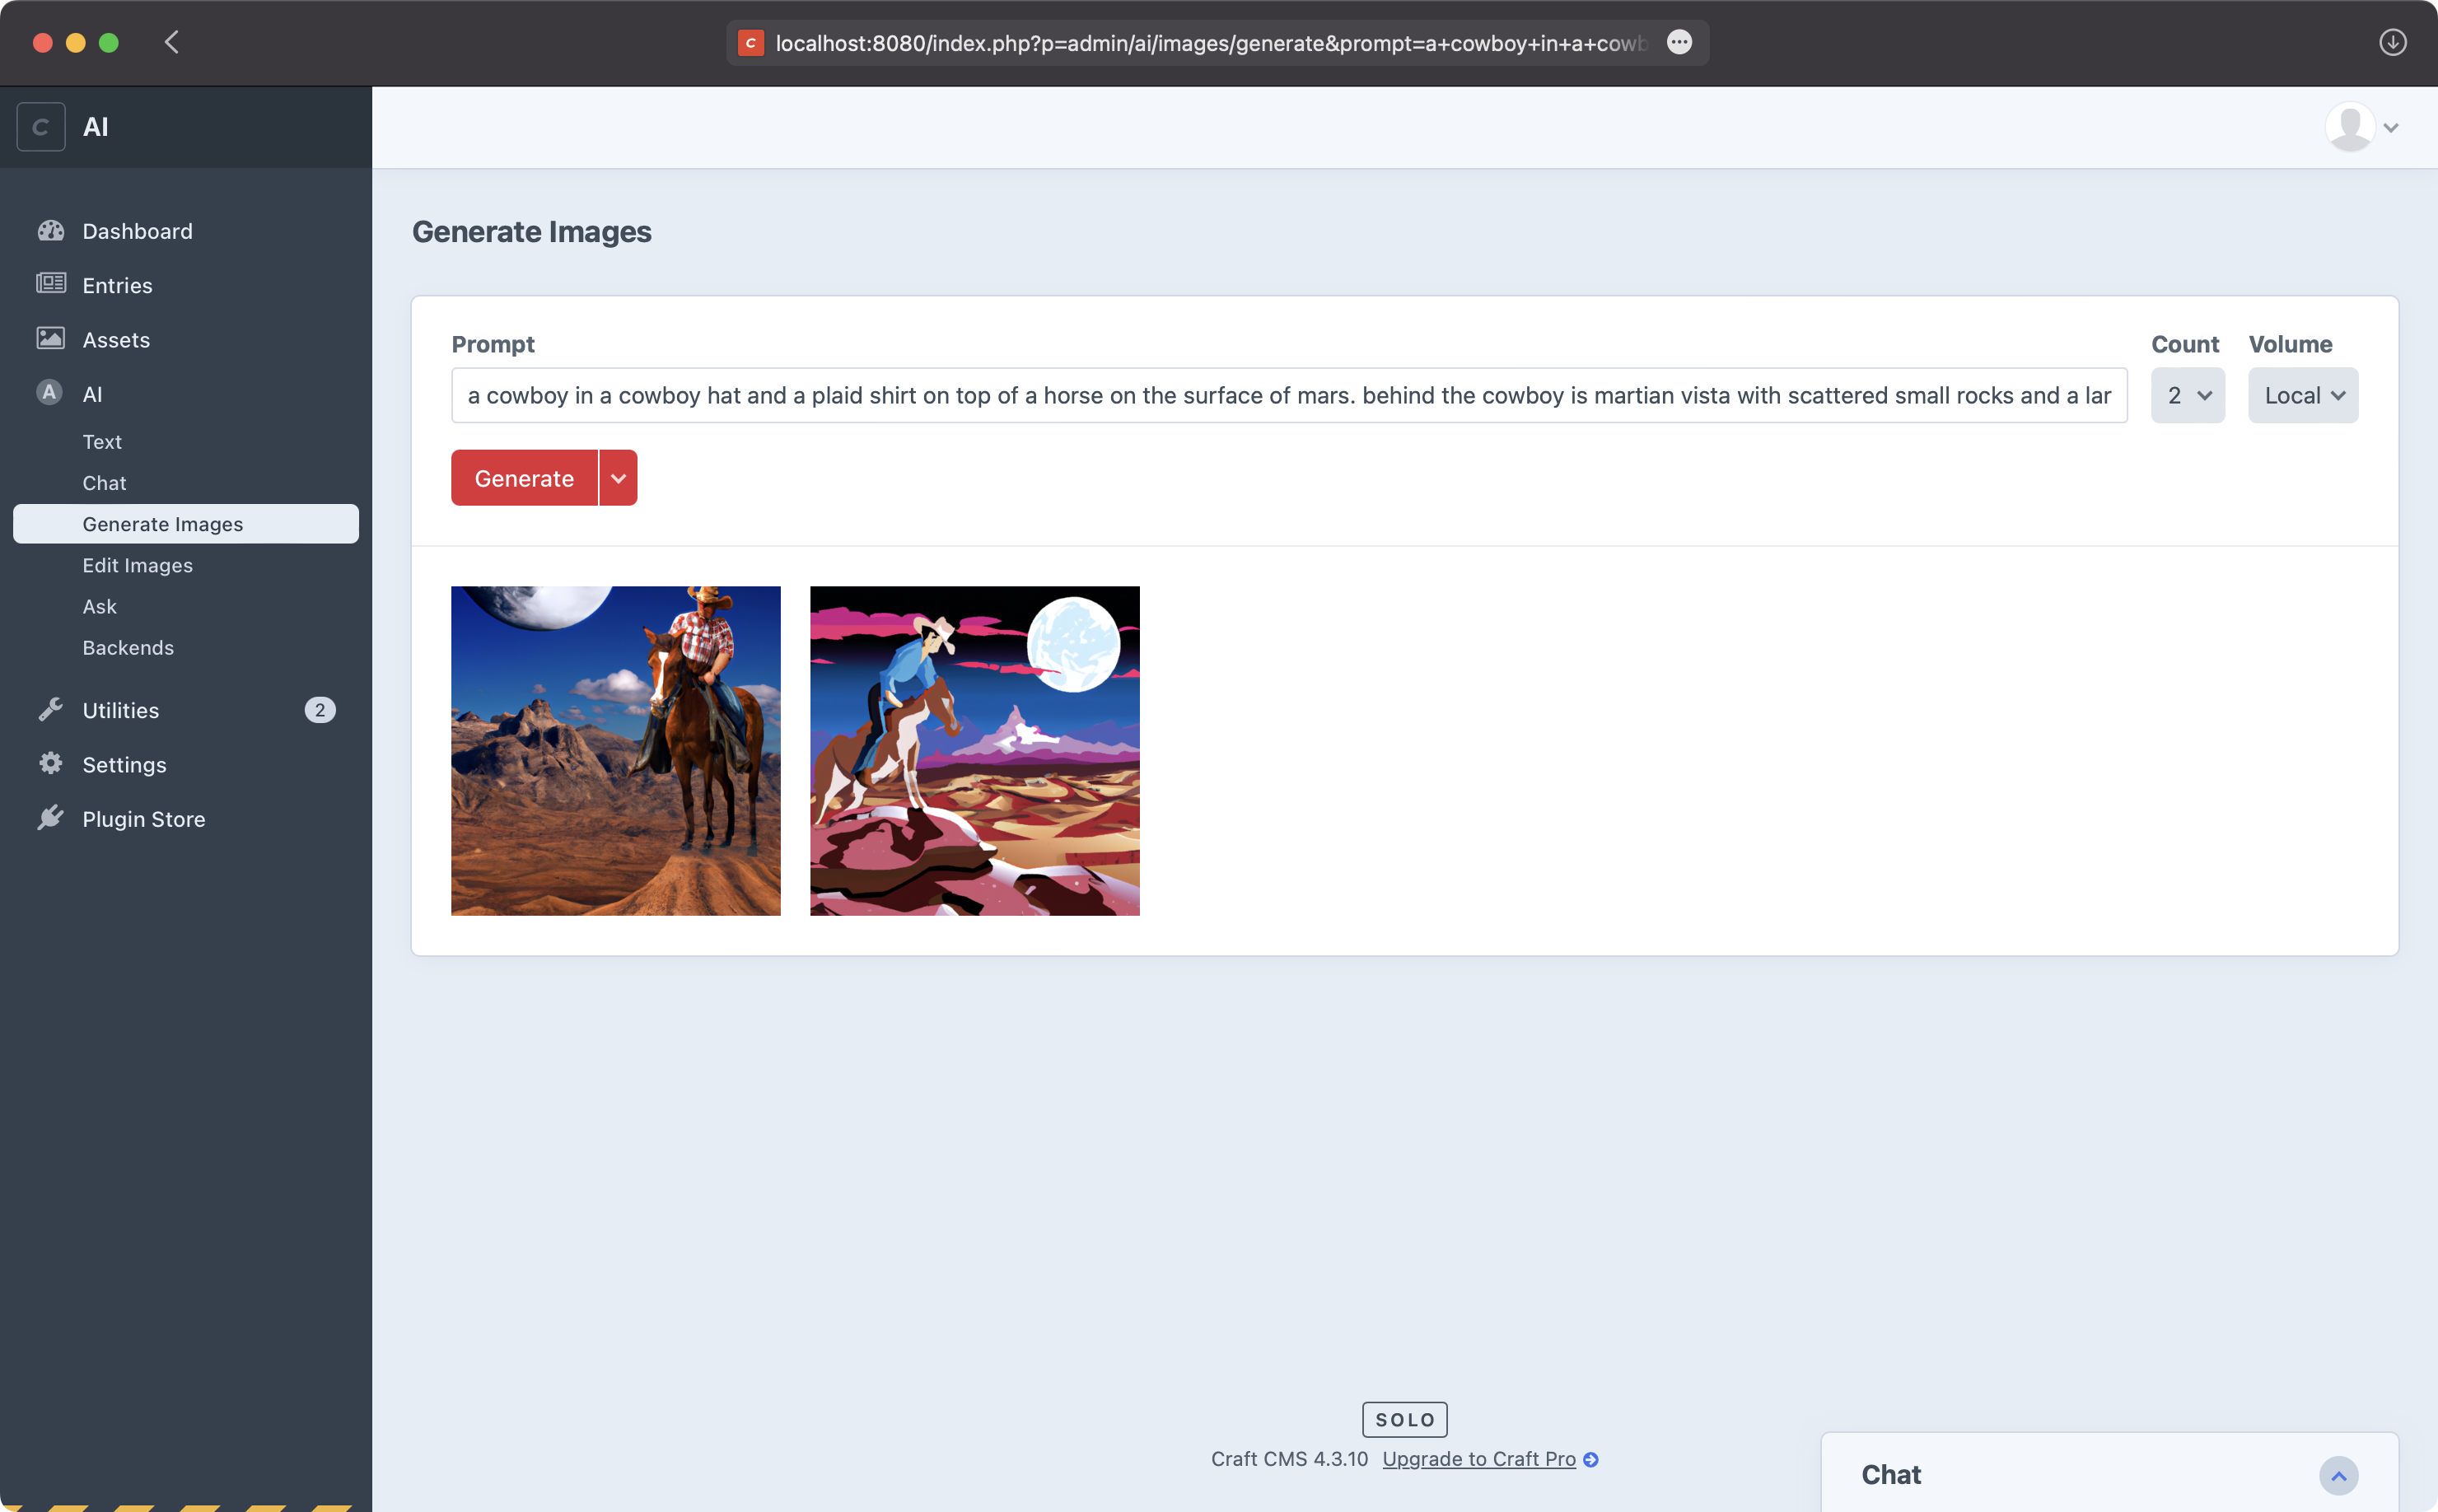 localhost:8080/index.php?p=admin/ai/images/generate&prompt=a+cowboy+in+a+cowb
AI
Dashboard
Entries
Assets
A AI
Text
Chat
Generate Images
Edit Images
Ask
Backends
Utilities 2
Settings
Plugin Store
Generate Images
Prompt Count Volume
a cowboy in a cowboy hat and a plaid shirt on top of a horse on the surface of mars. behind the cowboy is martian vista with scattered small rocks and a lar 2 Local
Generate
SOLO
Craft CMS 4.3.10 Upgrade to Craft Pro
Chat